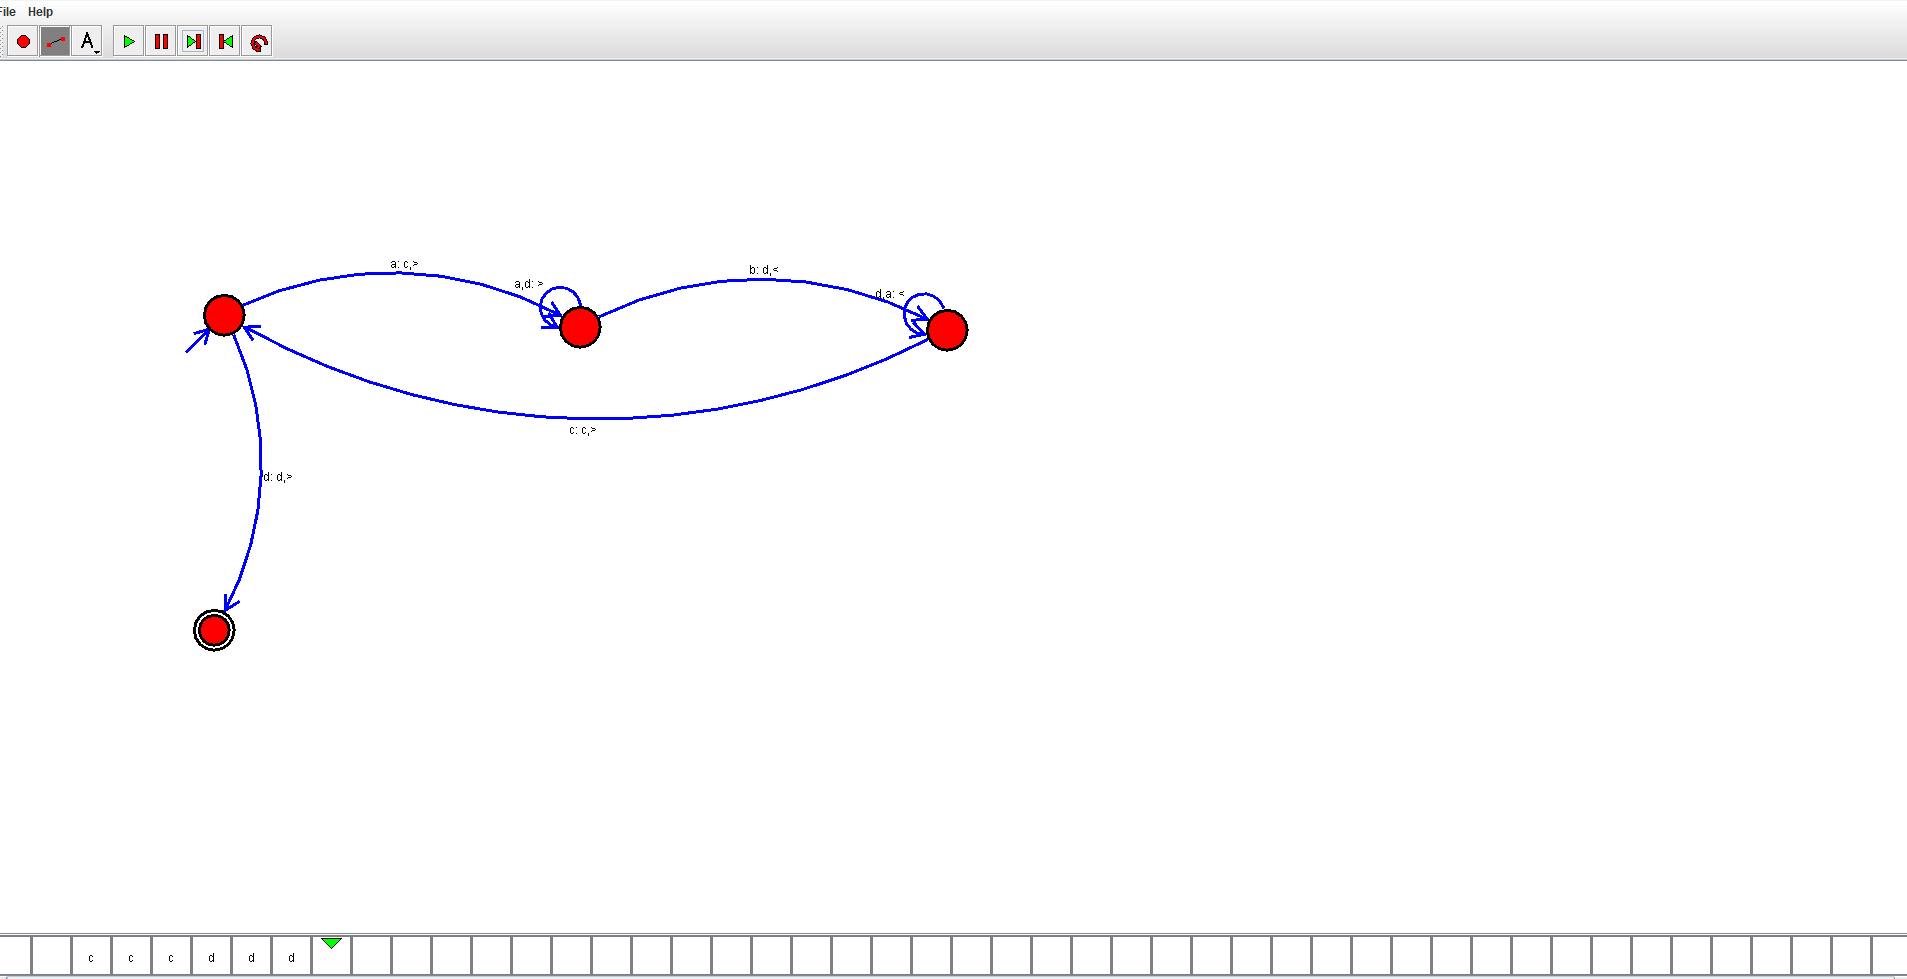 File Help
A
a: c,>
a,d: >
b: d,<
d,a: <
c: c,>
d: d,>
c c c d d d